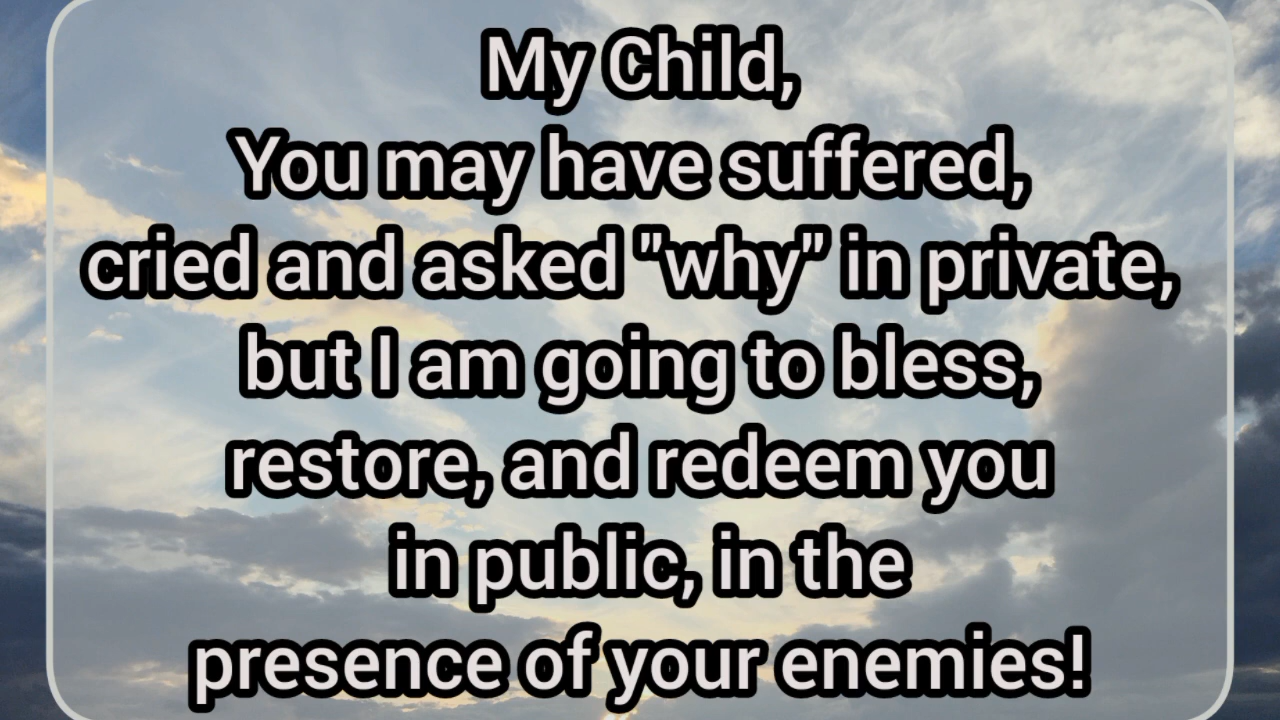 My Child,
You may have suffered,
cried and asked "why" in private,
but I am going to bless,
restore, and redeem you
in public, in the
presence of your enemies!